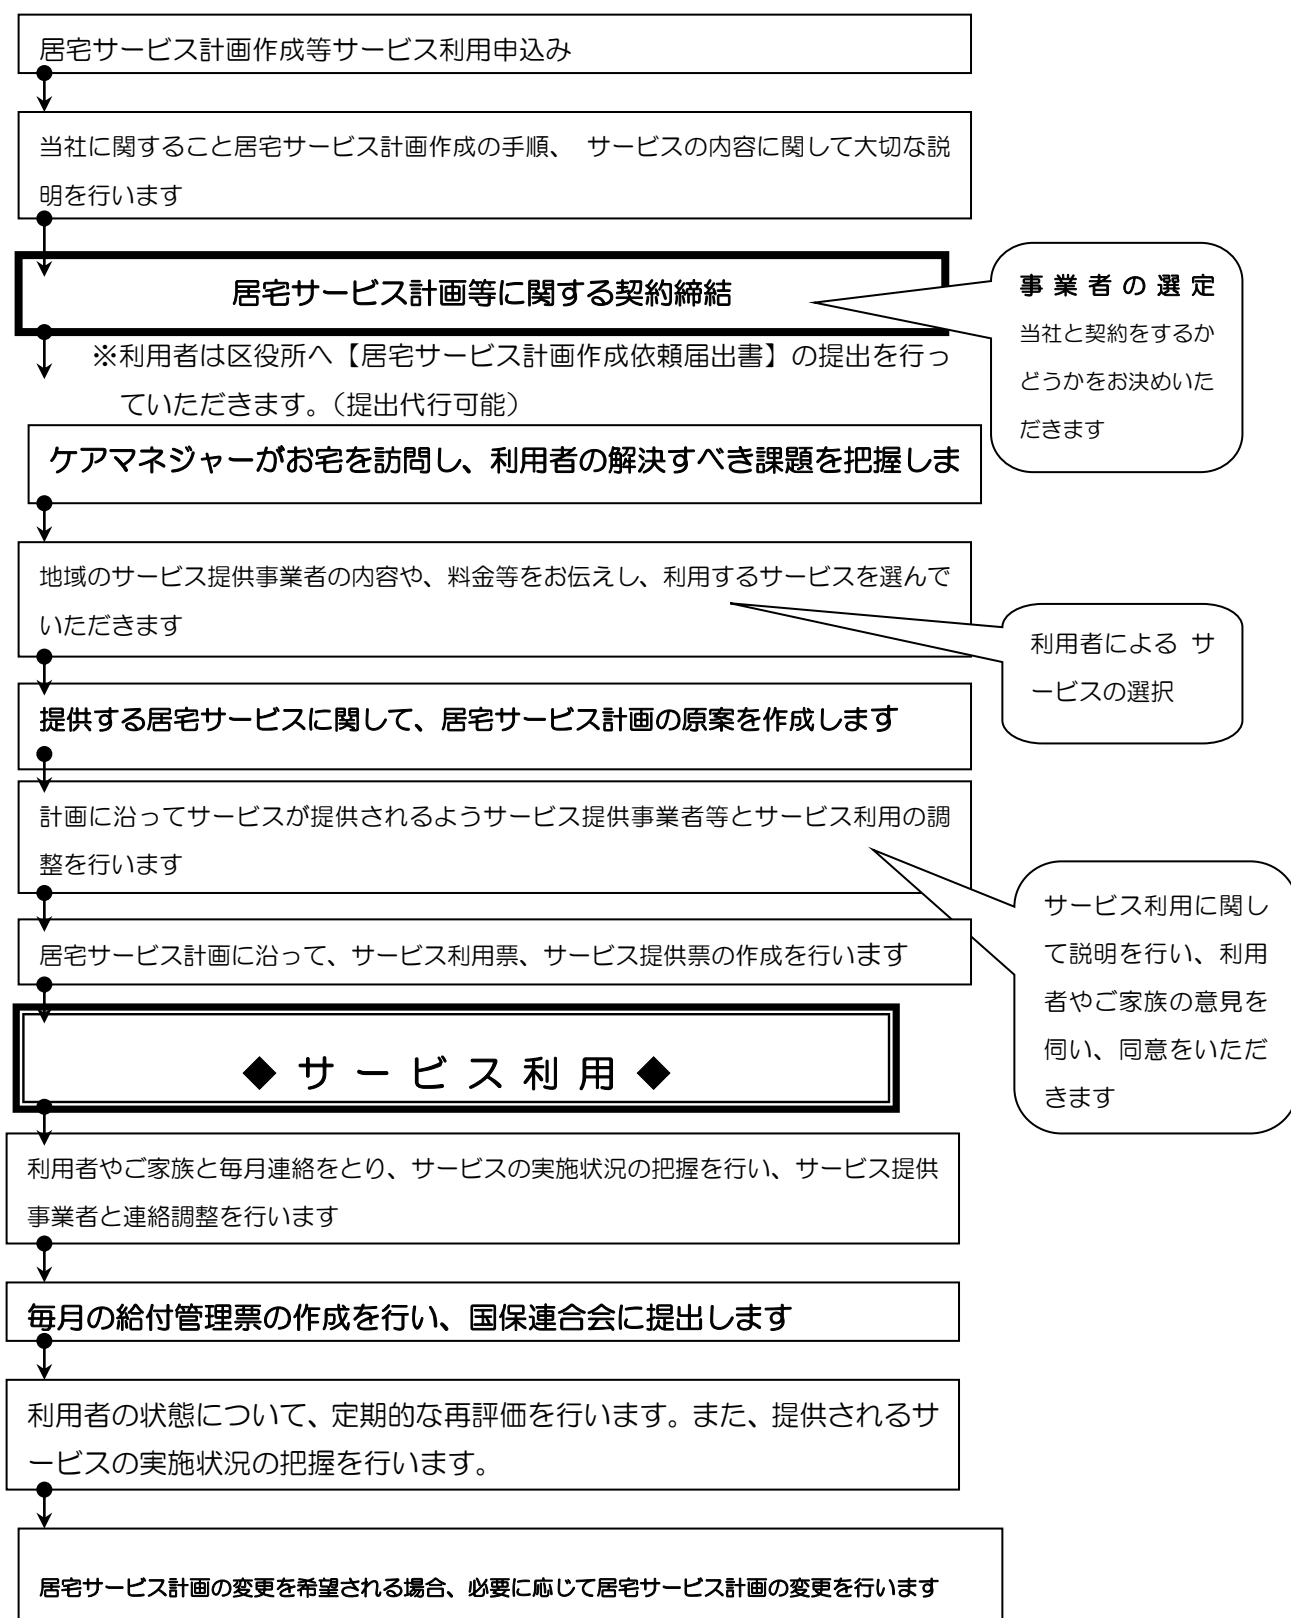 居宅サービス計画作成等サービス利用申込み
当社に関すること居宅サービス計画作成の手順、 サービスの内容に関して大切な説
明を行います
居宅サービス計画等に関する契約締結
事業者の選定
当社と契約をするか
どうかをお決めいた
だきます
※利用者は区役所へ【居宅サービス計画作成依頼届出書】の提出を行っ
ていただきます。（提出代行可能）
ケアマネジャーがお宅を訪問し、利用者の解決すべき課題を把握しま
地域のサービス提供事業者の内容や、料金等をお伝えし、利用するサービスを選んで
いただきます
利用者による サ
ービスの選択
提供する居宅サービスに関して、居宅サービス計画の原案を作成します
計画に沿ってサービスが提供されるようサービス提供事業者等とサービス利用の調
整を行います
サービス利用に関し
て説明を行い、利用
者やご家族の意見を
伺い、同意をいただ
きます
居宅サービス計画に沿って、サービス利用票、サービス提供票の作成を行います
◆サービス利用◆
利用者やご家族と毎月連絡をとり、サービスの実施状況の把握を行い、サービス提供
事業者と連絡調整を行います
毎月の給付管理票の作成を行い、国保連合会に提出します
利用者の状態について、定期的な再評価を行います。また、提供されるサ
ービスの実施状況の把握を行います。
居宅サービス計画の変更を希望される場合、必要に応じて居宅サービス計画の変更を行います